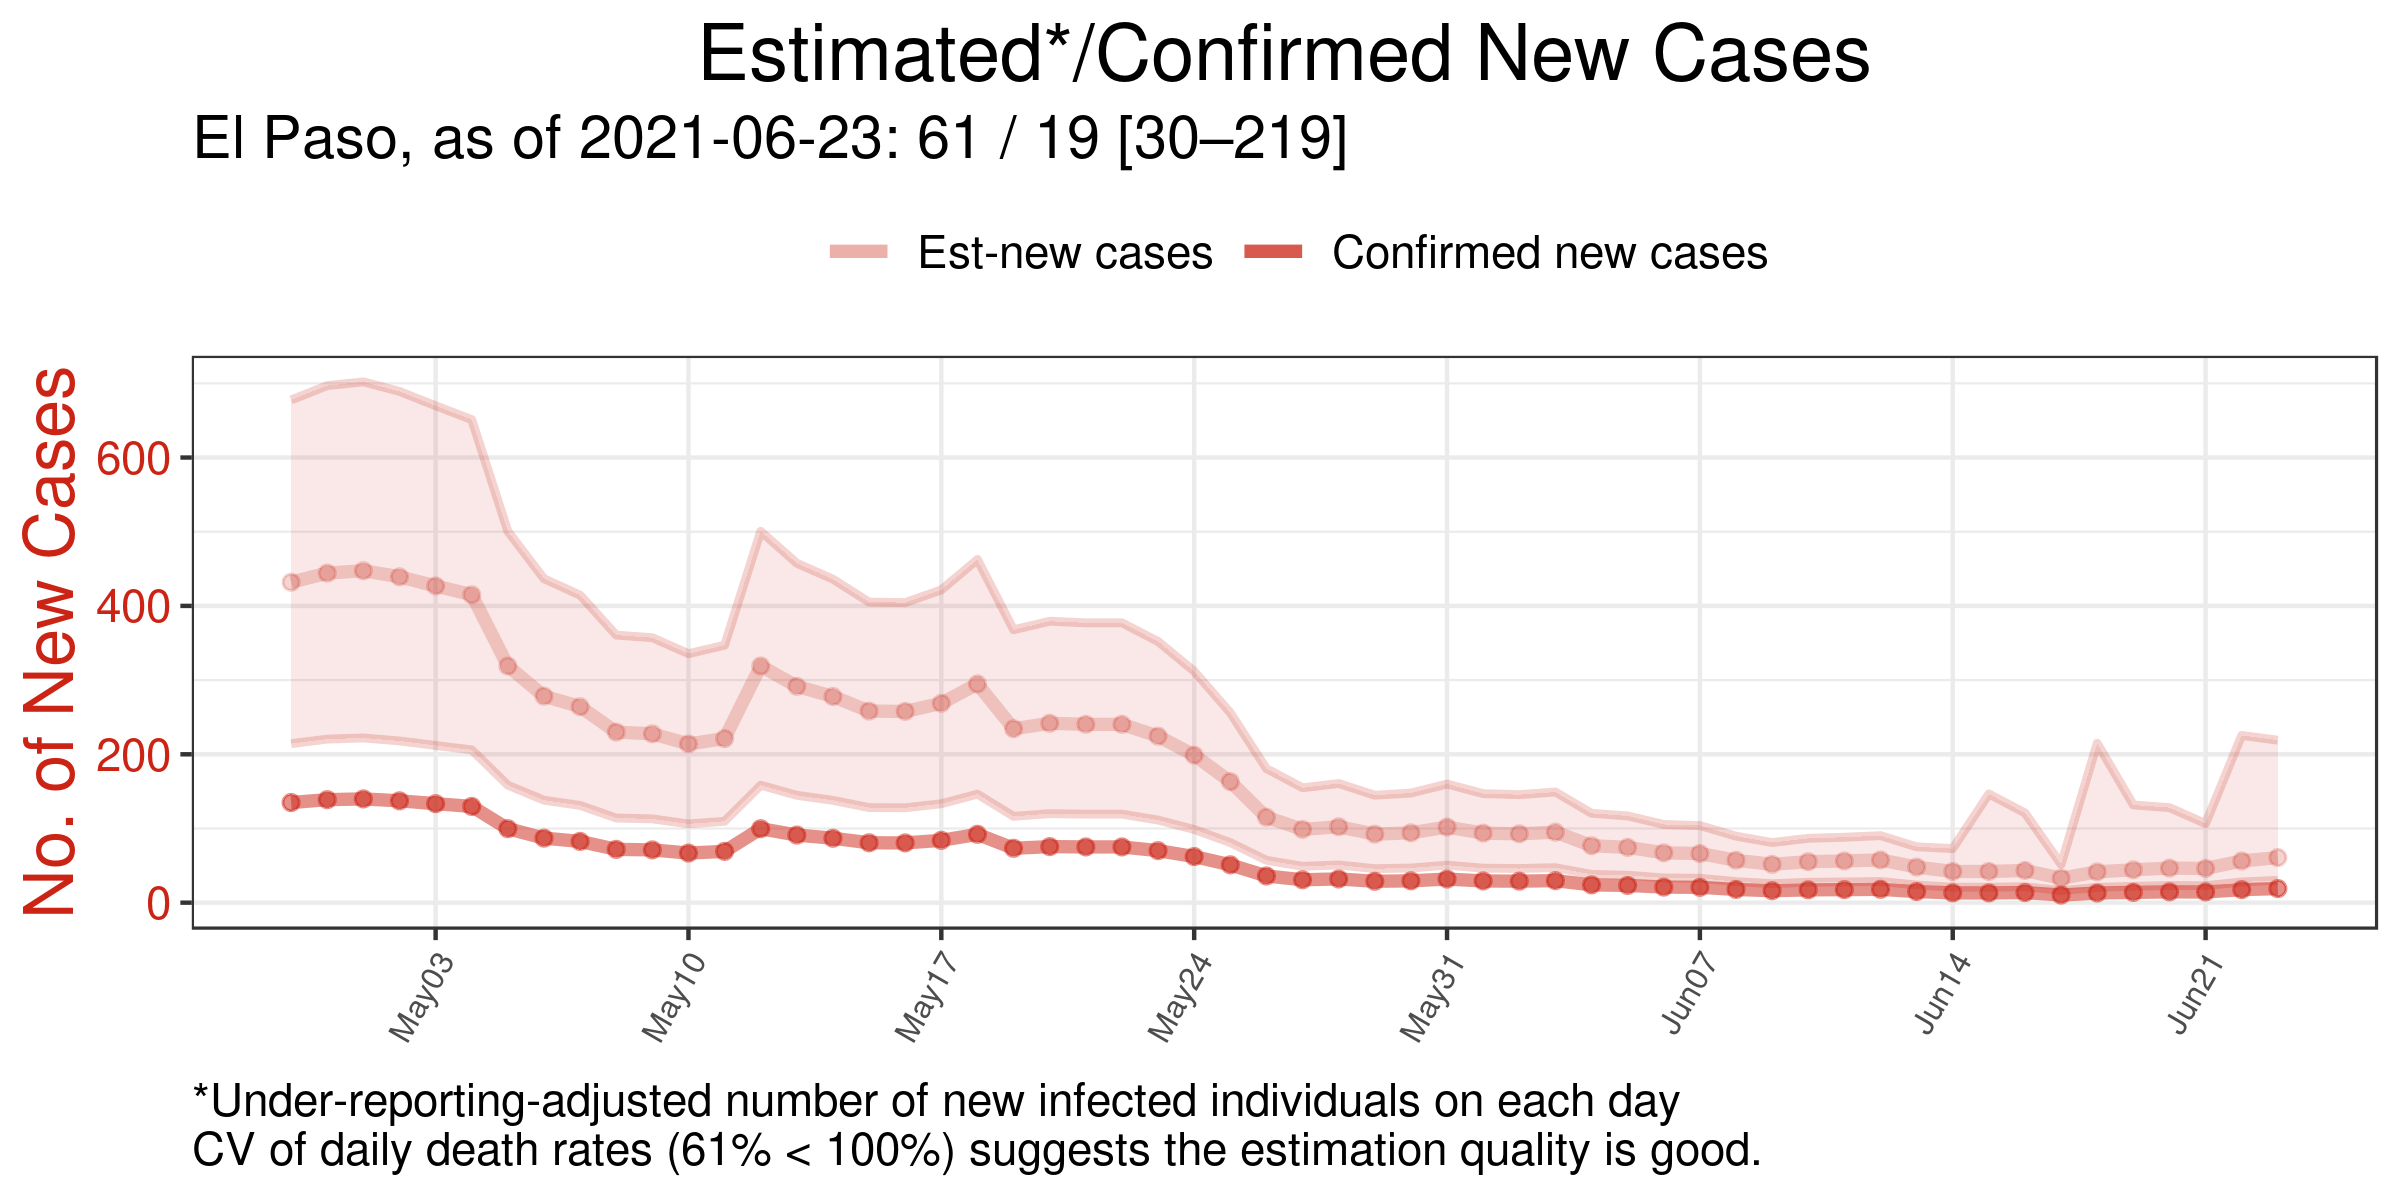 Estimated*/Confirmed New Cases
El Paso, as of 2021-06-23: 61 / 19 [30–219]
Est-new cases Confirmed new cases
No. of New Cases
600
400
200
0
May03 May10 May17 May24 May31 Jun07 Jun14 Jun21
*Under-reporting-adjusted number of new infected individuals on each day
CV of daily death rates (61% < 100%) suggests the estimation quality is good.